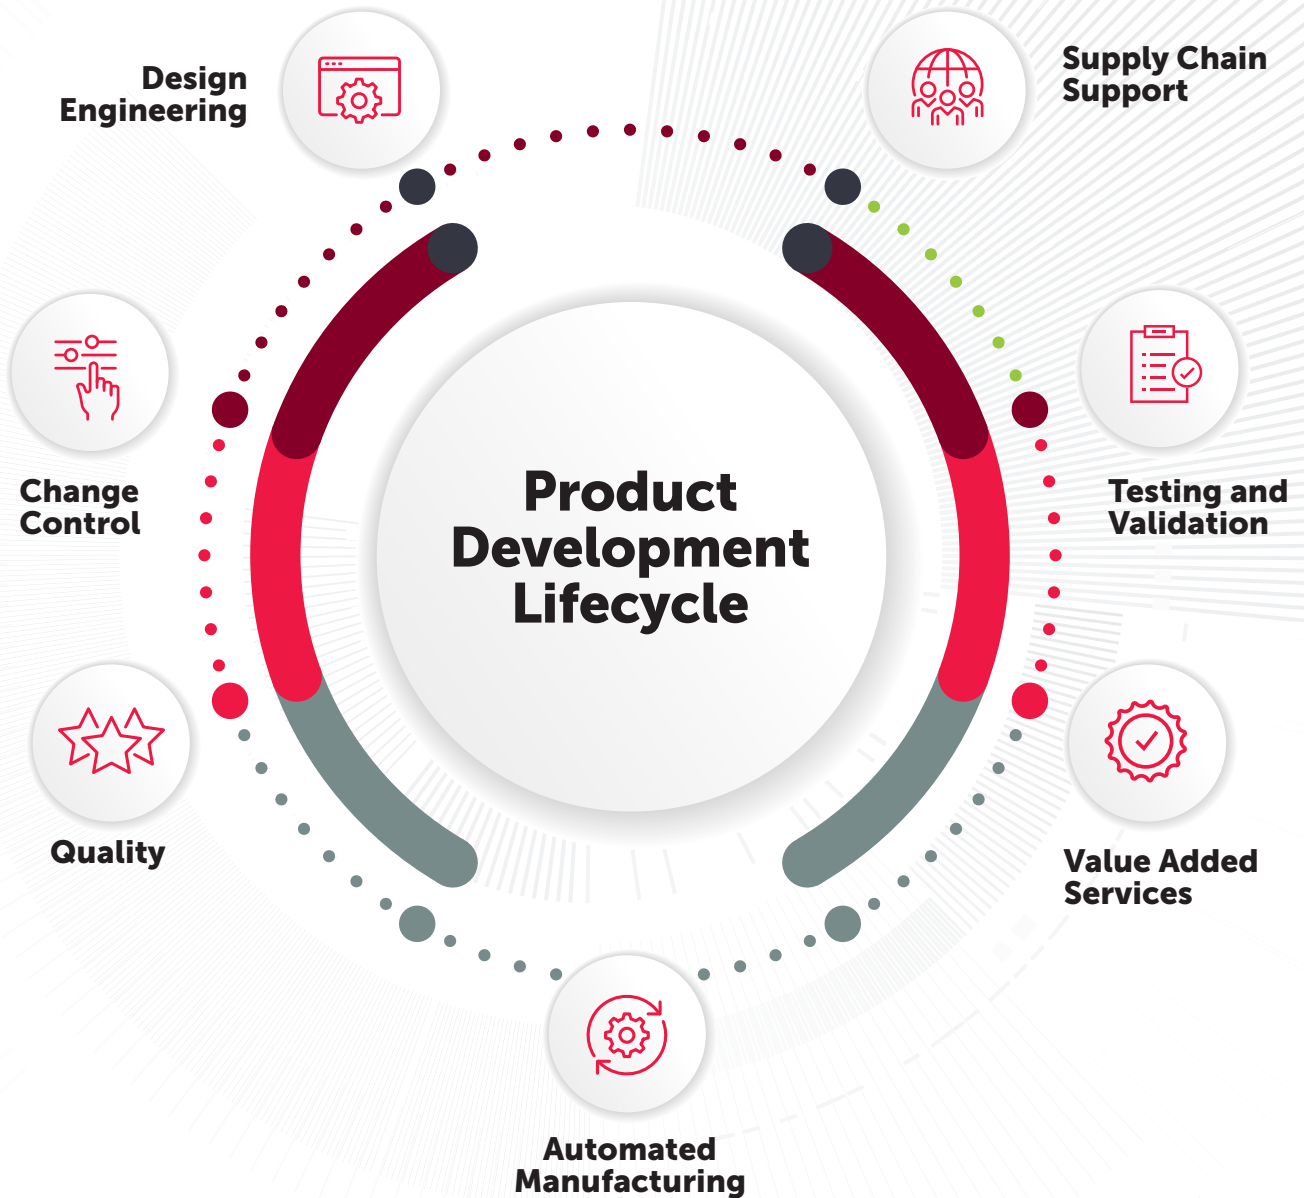 Design
Engineering
Supply Chain
Support
Change
Control
Product
Development
Lifecycle
Testing and
Validation
Quality
Value Added
Services
Automated
Manufacturing